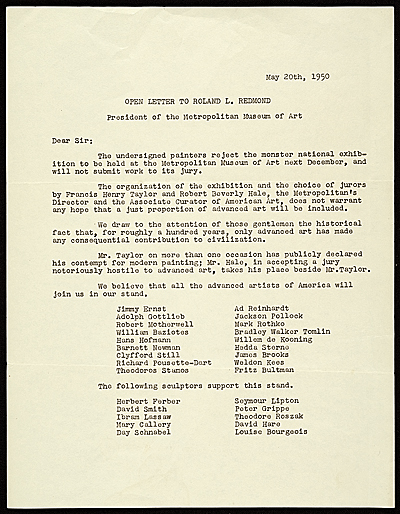 May 20th, 1950
OPEN LETTER TO ROLAND L. REDMOND
President of the Metropolitan Museum of Art
Dear Sir;
The undersigned painters reject the monster national exhib-
ition to be held at the Metropolitan Museum of Art next December, and
will not submit work to its jury.
The organization of the exhibition and the choice of jurors
by Francis Henry Taylor and Robert Beverly Hale, the Metropolitan's
Director and the Associate Curator of American Art, does not warrant
any hope that a just proportion of advanced art will be included.
We draw to the attention of those gentlemen the historical
fact that, for roughly a hundred years, only advanced art has made
any consequential contribution to civilization.
Mr. Taylor on more than one occasion has publicly declared
his contempt for modern painting; Mr. Hale, in accepting a jury
notoriously hostile to advanced art, takes his place beside Mr.Taylor.
We believe that all the advanced artists of America will
join us in our stand.
Jimmy Ernst Ad Reinhardt
Adolph Gottlieb Jackson Pollock
Robert Motherwell Mark Rothko
William Baziotes Bradley Walker Tomlin
Hans Hofmann Willem de Kooning
Barnett Newman Hedda Sterne
Clyfford Still James Brooks
Richard Pousette-Dart Weldon Kees
Theodoros Stamos Fritz Bultman
The following sculptors support this stand.
Herbert Ferber Seymour Lipton
David Smith Peter Grippe
Ibram Lassaw Theodore Roszak
Mary Callery David Hare
Day Schnabel Louise Bourgeois